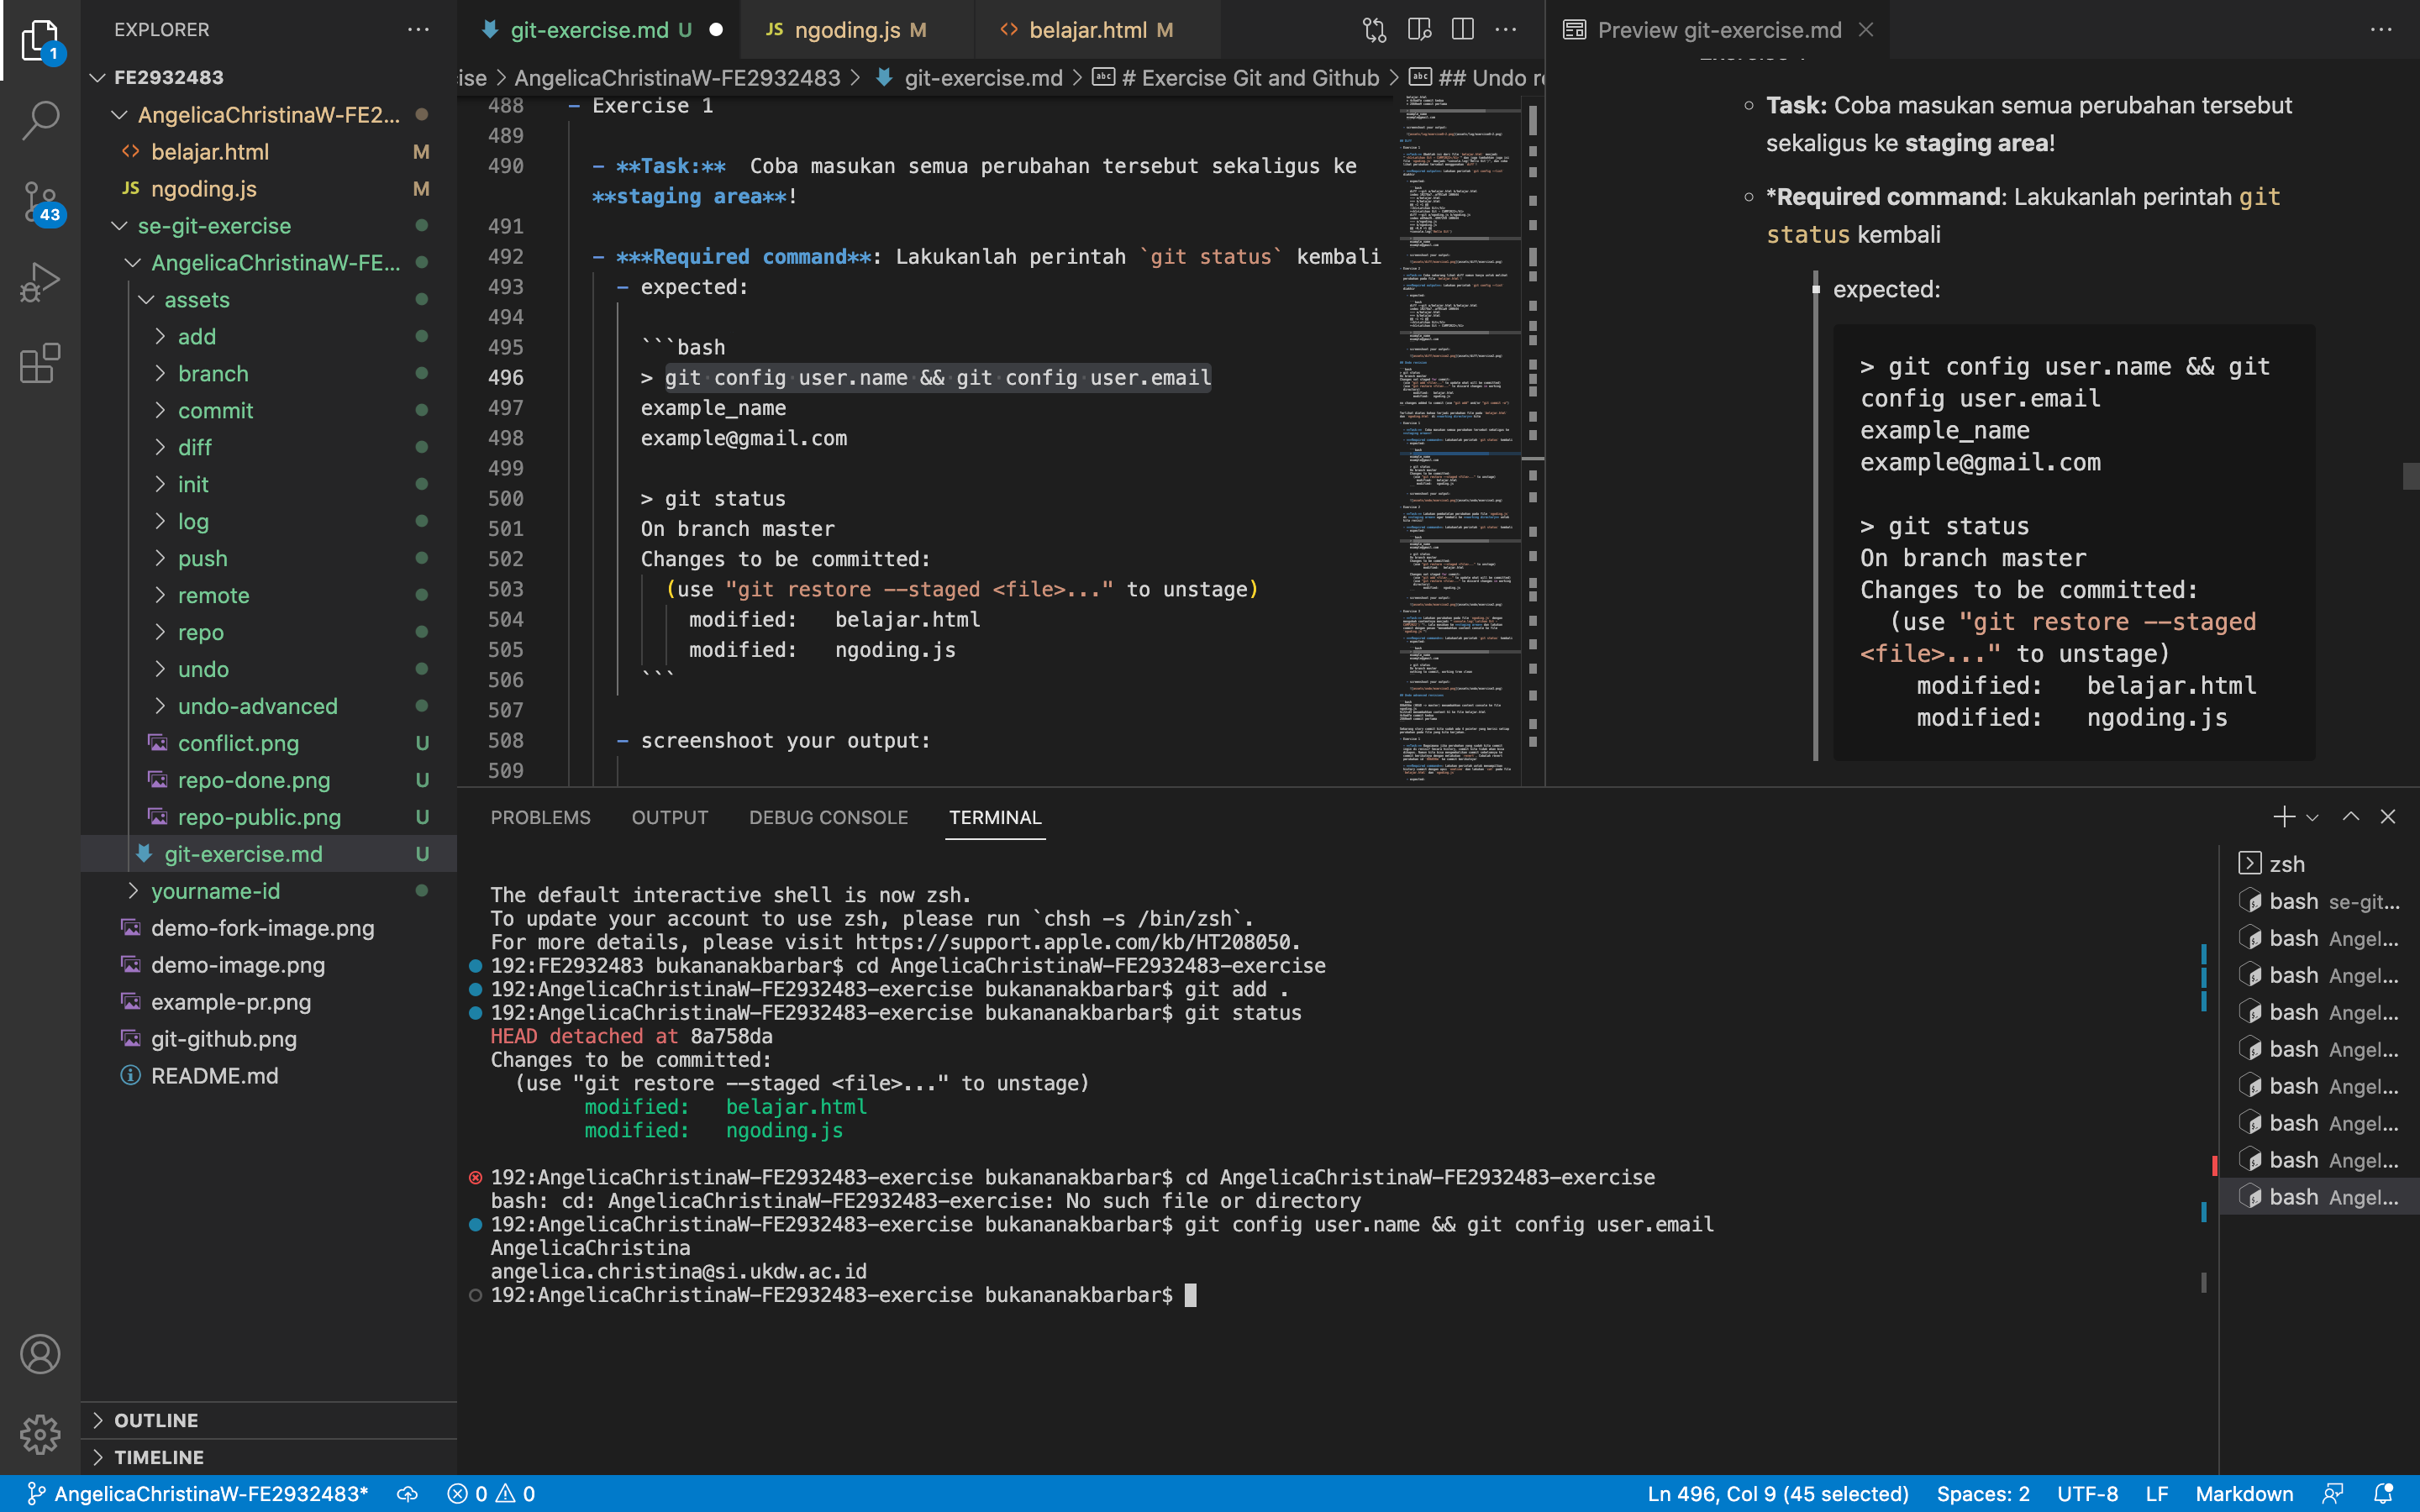 EXPLORER
FE2932483
AngelicaChristinaW-FE2...
belajar.html M
JS ngoding.js M
se-git-exercise
AngelicaChristinaW-FE...
assets
add
branch
commit
diff
init
log
push
remote
repo
undo
undo-advanced
conflict.png U
repo-done.png U
repo-public.png U
git-exercise.md U
yourname-id
demo-fork-image.png
demo-image.png
example-pr.png
git-github.png
README.md
OUTLINE
TIMELINE
1
43
git-exercise.md U
JS ngoding.js M
belajar.html M
cise > AngelicaChristinaW-FE2932483 > git-exercise.md > # Exercise Git and Github > ## Undo re
488 - Exercise 1
489
490 - **Task:**  Coba masukan semua perubahan tersebut sekaligus ke
**staging area**!
491
492 - ***Required command**: Lakukanlah perintah `git status` kembali
493 - expected:
494
495 ```bash
496 > git config user.name && git config user.email
497 example_name
498 example@gmail.com
499
500 > git status
501 On branch master
502 Changes to be committed:
503 (use "git restore --staged <file>..." to unstage)
504 modified:   belajar.html
505 modified:   ngoding.js
506 ```
507
508 - screenshoot your output:
509
Preview git-exercise.md
Task: Coba masukan semua perubahan tersebut
sekaligus ke staging area!
*Required command: Lakukanlah perintah git
status kembali
expected:
> git config user.name && git
config user.email
example_name
example@gmail.com
> git status
On branch master
Changes to be committed:
(use "git restore --staged
<file>..." to unstage)
modified:   belajar.html
modified:   ngoding.js
PROBLEMS OUTPUT DEBUG CONSOLE TERMINAL
The default interactive shell is now zsh.
To update your account to use zsh, please run `chsh -s /bin/zsh`.
For more details, please visit https://support.apple.com/kb/HT208050.
192:FE2932483 bukananakbarbar$ cd AngelicaChristinaW-FE2932483-exercise
192:AngelicaChristinaW-FE2932483-exercise bukananakbarbar$ git add .
192:AngelicaChristinaW-FE2932483-exercise bukananakbarbar$ git status
HEAD detached at 8a758da
Changes to be committed:
(use "git restore --staged <file>..." to unstage)
modified:   belajar.html
modified:   ngoding.js
192:AngelicaChristinaW-FE2932483-exercise bukananakbarbar$ cd AngelicaChristinaW-FE2932483-exercise
bash: cd: AngelicaChristinaW-FE2932483-exercise: No such file or directory
192:AngelicaChristinaW-FE2932483-exercise bukananakbarbar$ git config user.name && git config user.email
AngelicaChristina
angelica.christina@si.ukdw.ac.id
192:AngelicaChristinaW-FE2932483-exercise bukananakbarbar$
zsh
bash se-git...
bash Angel...
bash Angel...
bash Angel...
bash Angel...
bash Angel...
bash Angel...
bash Angel...
bash Angel...
AngelicaChristinaW-FE2932483* 0 0 Ln 496, Col 9 (45 selected) Spaces: 2 UTF-8 LF Markdown